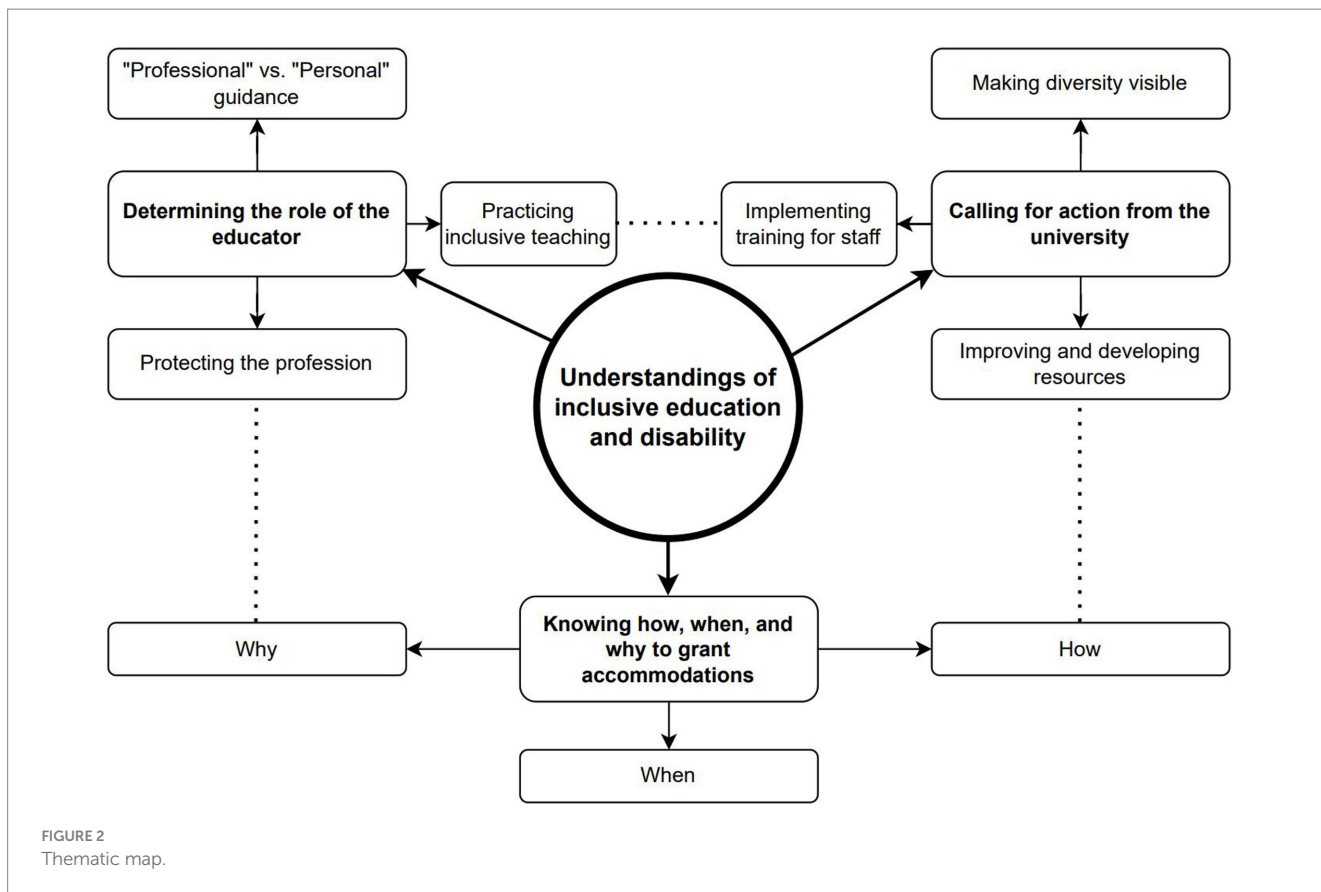 "Professional" vs. "Personal"
guidance
Making diversity visible
Determining the role of the
educator
Practicing
inclusive teaching
Implementing
training for staff
Calling for action from the
university
Protecting the profession
Improving and developing
resources
Understandings of
inclusive education
and disability
Why
Knowing how, when, and
why to grant
accommodations
How
When
FIGURE 2
Thematic map.